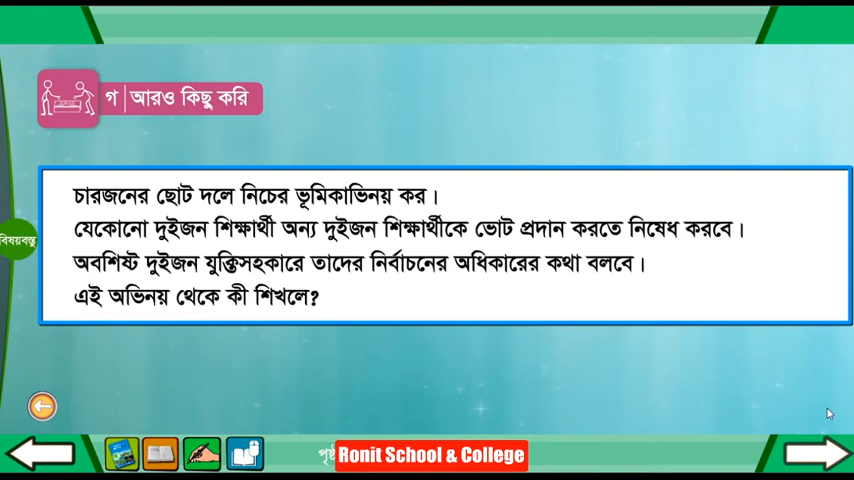 গ | আরও কিছু করি
চারজনের ছোট দলে নিচের ভূমিকাভিনয় কর।
যেকোনো দুইজন শিক্ষার্থী অন্য দুইজন শিক্ষার্থীকে ভোট প্রদান করতে নিষেধ করবে।
বিষয়বস্তু
অবশিষ্ট দুইজন যুক্তিসহকারে তাদের নির্বাচনের অধিকারের কথা বলবে।
এই অভিনয় থেকে কী শিখলে?
Ronit School & College